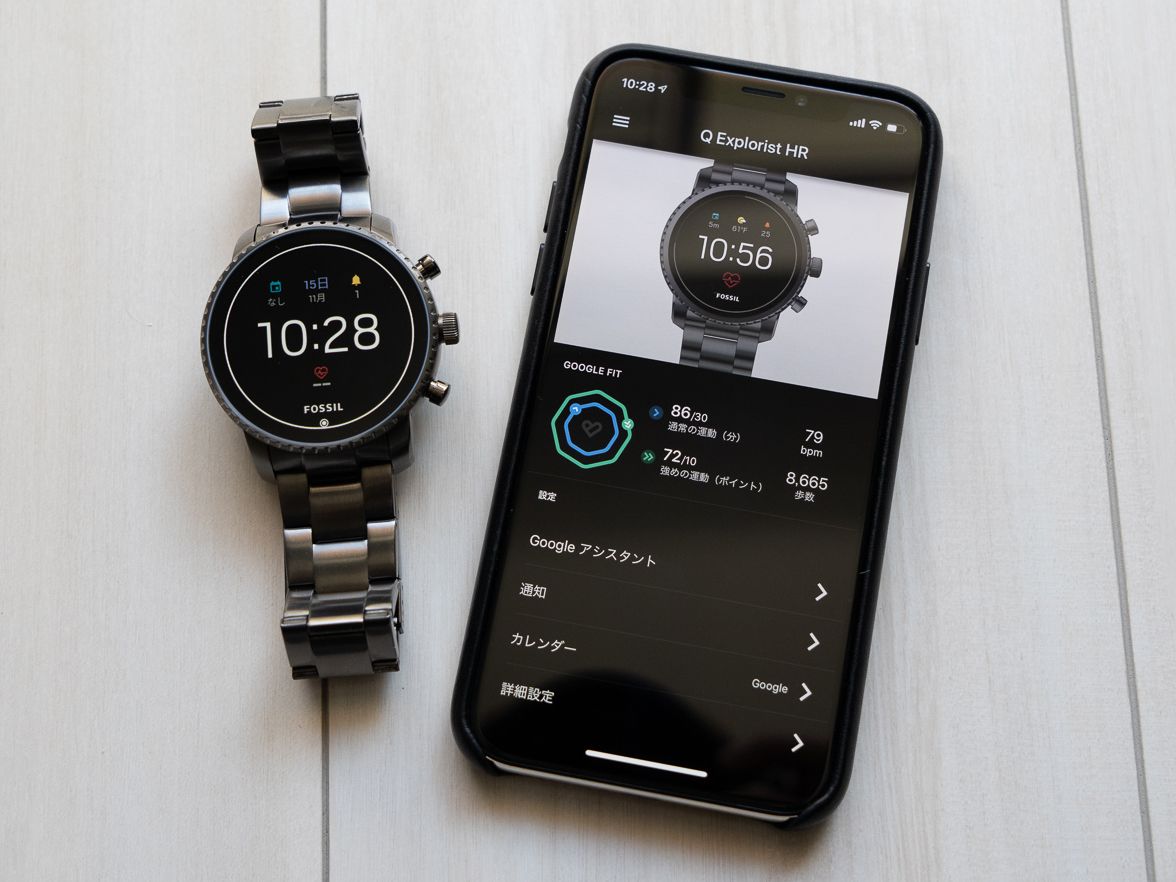 15日
なし
11月
1
10:28
FOSSIL
10:28
Q Explorist HR
5m
61°F
25
10:56
FOSSIL
GOOGLE FIT
86/30
通常の運動（分）
79
bpm
72/10
強めの運動（ポイント）
8,665
歩数
設定
Google アシスタント
通知
カレンダー
Google
詳細設定